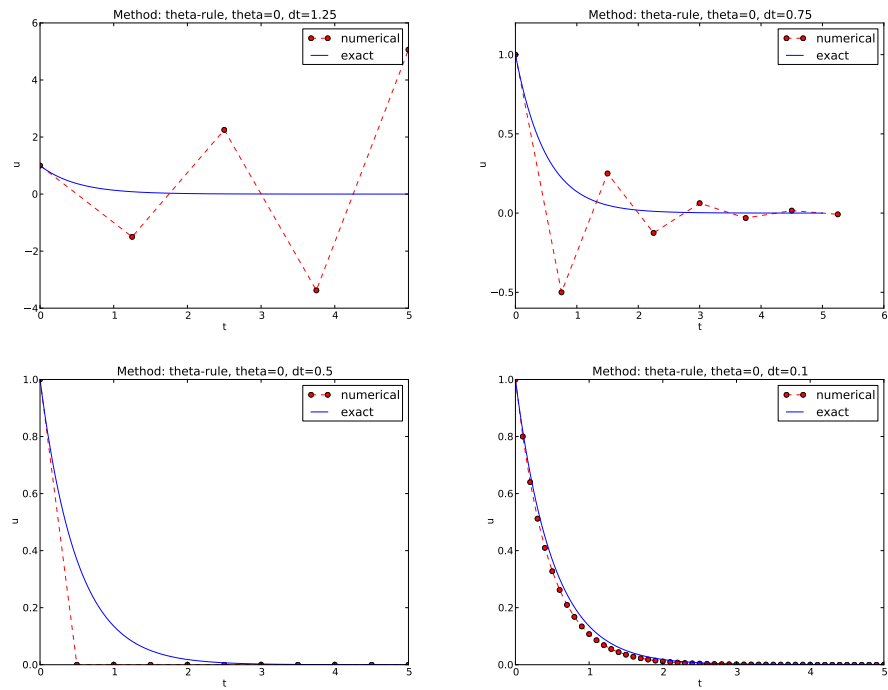 Method: theta-rule, theta=0, dt=1.25
numerical
exact
6
4
2
0
−2
−4
u
0 1 2 3 4 5
t
Method: theta-rule, theta=0, dt=0.75
numerical
exact
1.0
0.5
0.0
−0.5
u
0 1 2 3 4 5 6
t
Method: theta-rule, theta=0, dt=0.5
numerical
exact
1.0
0.8
0.6
0.4
0.2
0.0
u
0 1 2 3 4 5
t
Method: theta-rule, theta=0, dt=0.1
numerical
exact
1.0
0.8
0.6
0.4
0.2
0.0
u
0 1 2 3 4 5
t